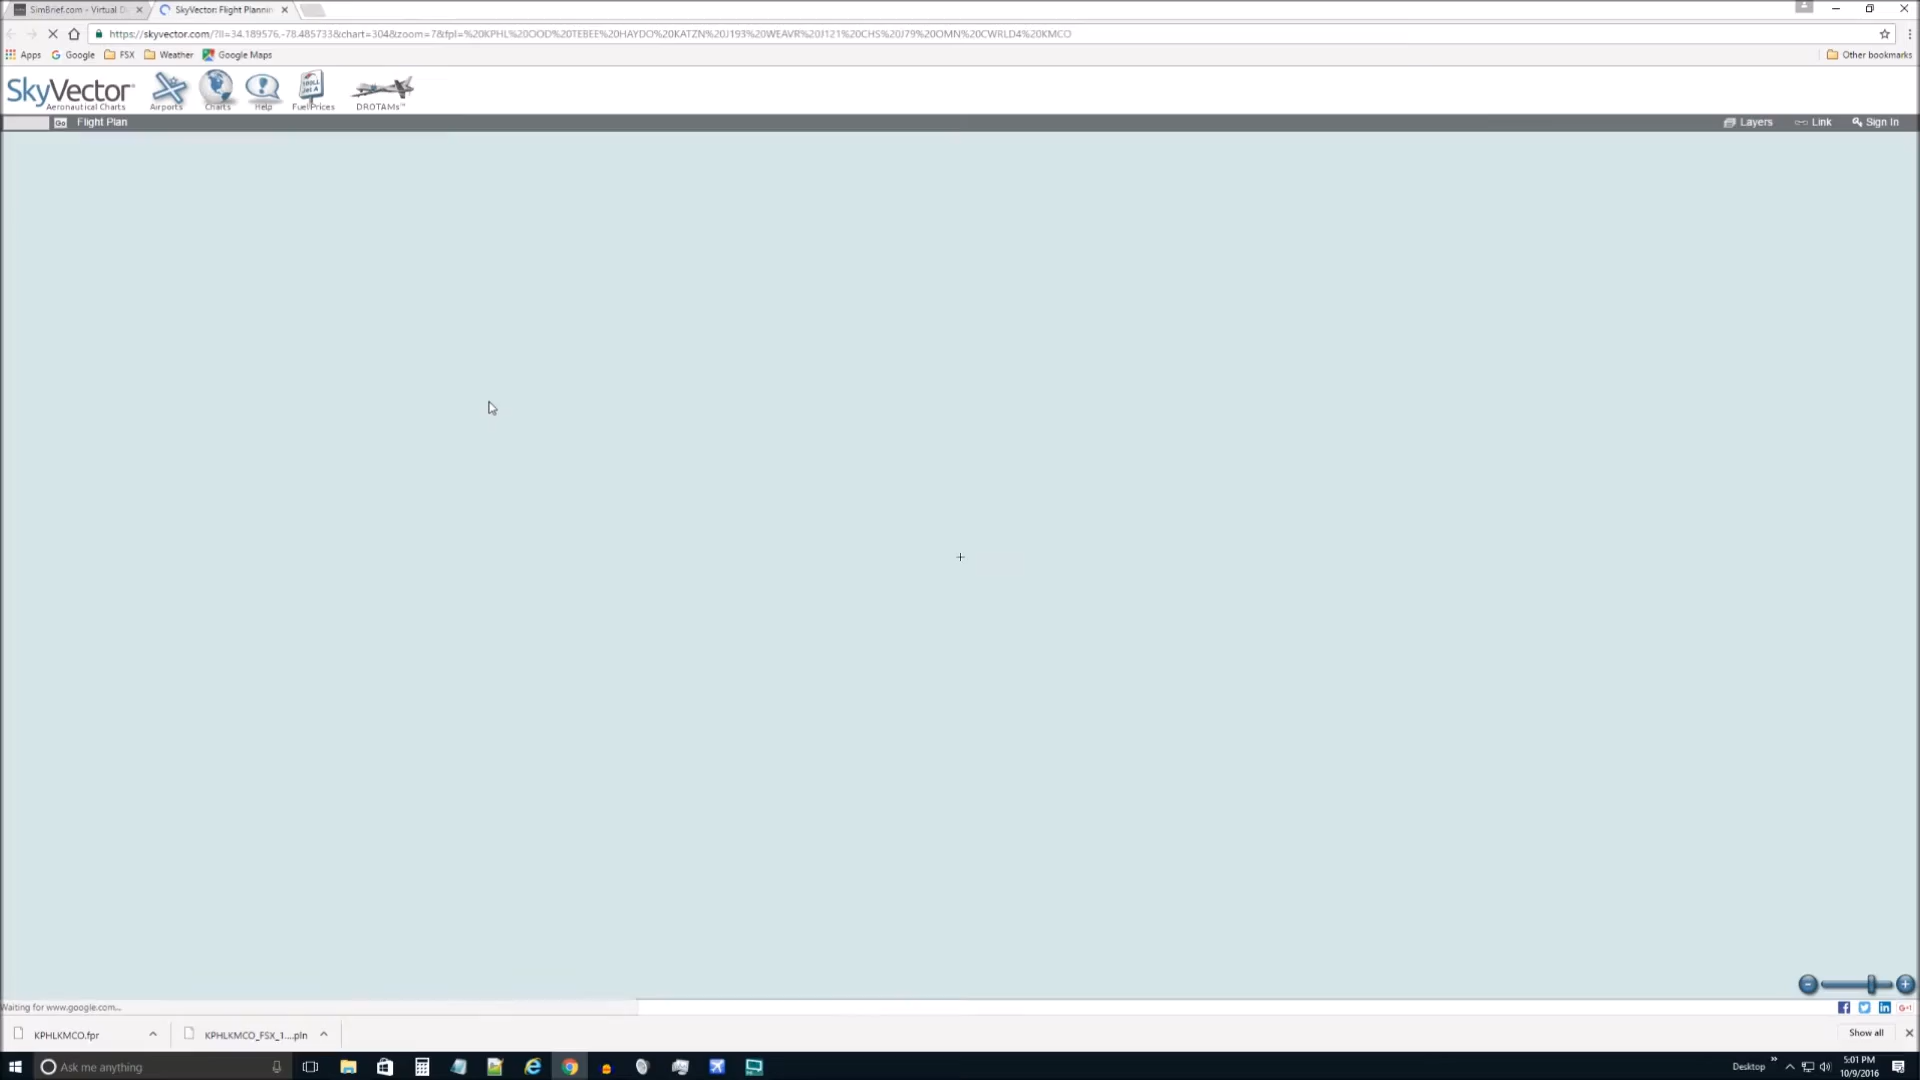 SimBrief.com - Virtual D
SkyVector: Flight Plannin
https://skyvector.com/?ll=34.189576,-78.485733&chart=304&zoom=7&fpl=%20KPHL%20OOD%20TEBEE%20HAYDO%20KATZN%20J193%20WEAVR%20J121%20CHS%20J79%20OMN%20CWRLD4%20KMCO
Apps Google FSX Weather Google Maps Other bookmarks
SkyVector
Aeronautical Charts
Airports Charts Help Fuel Prices DROTAMs™
Go Flight Plan Layers Link Sign In
Waiting for www.google.com...
KPHLKMCO.fpr KPHLKMCO_FSX_1....pln Show all
Ask me anything Desktop 5:01 PM
10/9/2016